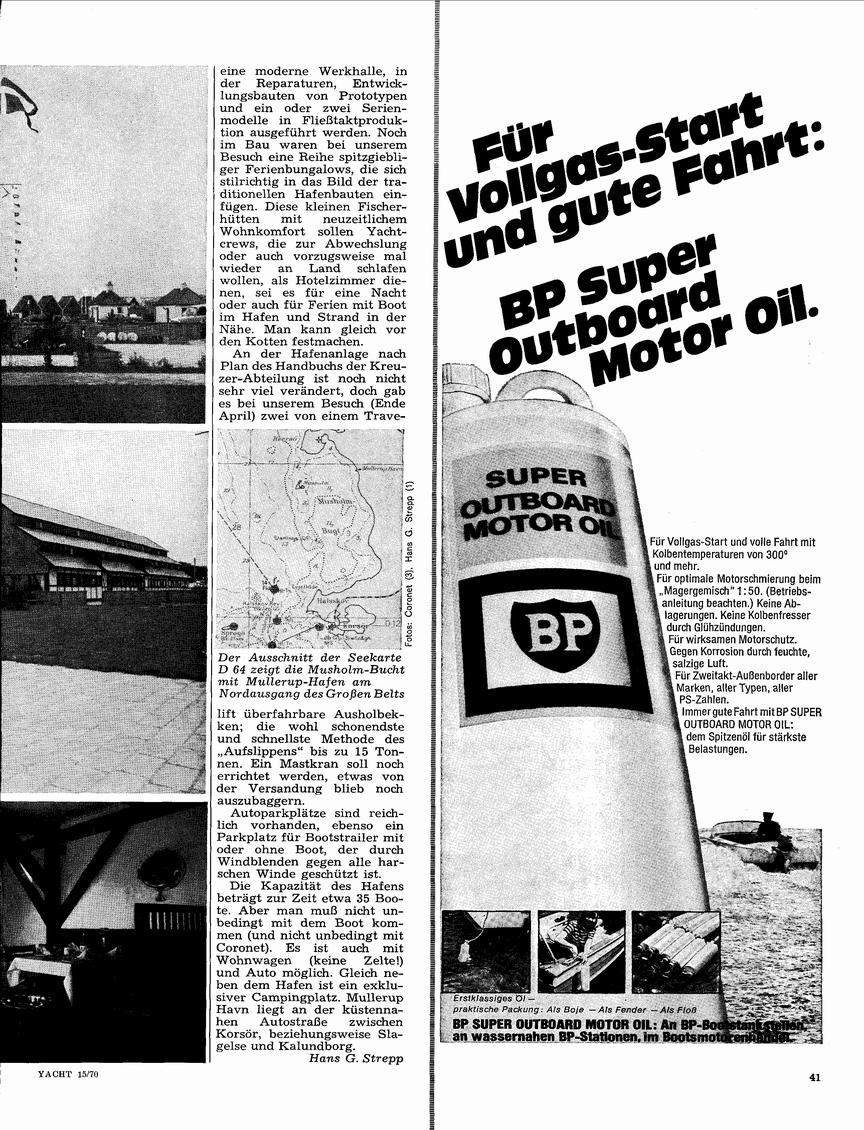 eine moderne Werkhalle, in
der Reparaturen, Entwick-
lungsbauten von Prototypen
und ein oder zwei Serien-
modelle in Fließtaktproduk-
tion ausgeführt werden. Noch
im Bau waren bei unserem
Besuch eine Reihe spitzgiebli-
ger Ferienbungalows, die sich
stilrichtig in das Bild der tra-
ditionellen Hafenbauten ein-
fügen. Diese kleinen Fischer-
hütten mit neuzeitlichem
Wohnkomfort sollen Yacht-
crews, die zur Abwechslung
oder auch vorzugsweise mal
wieder an Land schlafen
wollen, als Hotelzimmer die-
nen, sei es für eine Nacht
oder auch für Ferien mit Boot
im Hafen und Strand in der
Nähe. Man kann gleich vor
den Kotten festmachen.
An der Hafenanlage nach
Plan des Handbuchs der Kreu-
zer-Abteilung ist noch nicht
sehr viel verändert, doch gab
es bei unserem Besuch (Ende
April) zwei von einem Trave-
Mullerup Havn
Musholm
Bugt
Halsskov
Korsör
Sprogø
D 12
28
28
Fotos: Coronet (3), Hans G. Strepp (1)
Der Ausschnitt der Seekarte
D 64 zeigt die Musholm-Bucht
mit Mullerup-Hafen am
Nordausgang des Großen Belts
lift überfahrbare Ausholbek-
ken; die wohl schonendste
und schnellste Methode des
„Aufslippens“ bis zu 15 Ton-
nen. Ein Mastkran soll noch
errichtet werden, etwas von
der Versandung blieb noch
auszubaggern.
Autoparkplätze sind reich-
lich vorhanden, ebenso ein
Parkplatz für Bootstrailer mit
oder ohne Boot, der durch
Windblenden gegen alle har-
schen Winde geschützt ist.
Die Kapazität des Hafens
beträgt zur Zeit etwa 35 Boo-
te. Aber man muß nicht un-
bedingt mit dem Boot kom-
men (und nicht unbedingt mit
Coronet). Es ist auch mit
Wohnwagen (keine Zelte!)
und Auto möglich. Gleich ne-
ben dem Hafen ist ein exklu-
siver Campingplatz. Mullerup
Havn liegt an der küstenna-
hen Autostraße zwischen
Korsör, beziehungsweise Sla-
gelse und Kalundborg.
Hans G. Strepp
YACHT 15/70
Für
Vollgas-Start
und gute Fahrt:
BP Super
Outboard
Motor Oil.
SUPER
OUTBOARD
MOTOR OIL
BP
Für Vollgas-Start und volle Fahrt mit
Kolbentemperaturen von 300°
und mehr.
Für optimale Motorschmierung beim
„Magergemisch“ 1:50. (Betriebs-
anleitung beachten.) Keine Ab-
lagerungen. Keine Kolbenfresser
durch Glühzündungen.
Für wirksamen Motorschutz.
Gegen Korrosion durch feuchte,
salzige Luft.
Für Zweitakt-Außenborder aller
Marken, aller Typen, aller
PS-Zahlen.
Immer gute Fahrt mit BP SUPER
OUTBOARD MOTOR OIL:
dem Spitzenöl für stärkste
Belastungen.
Erstklassiges Öl —
praktische Packung: Als Boje — Als Fender — Als Floß
BP SUPER OUTBOARD MOTOR OIL: An BP-Bootstankstellen,
an wassernahen BP-Stationen, im Bootsmotorenhandel.
41